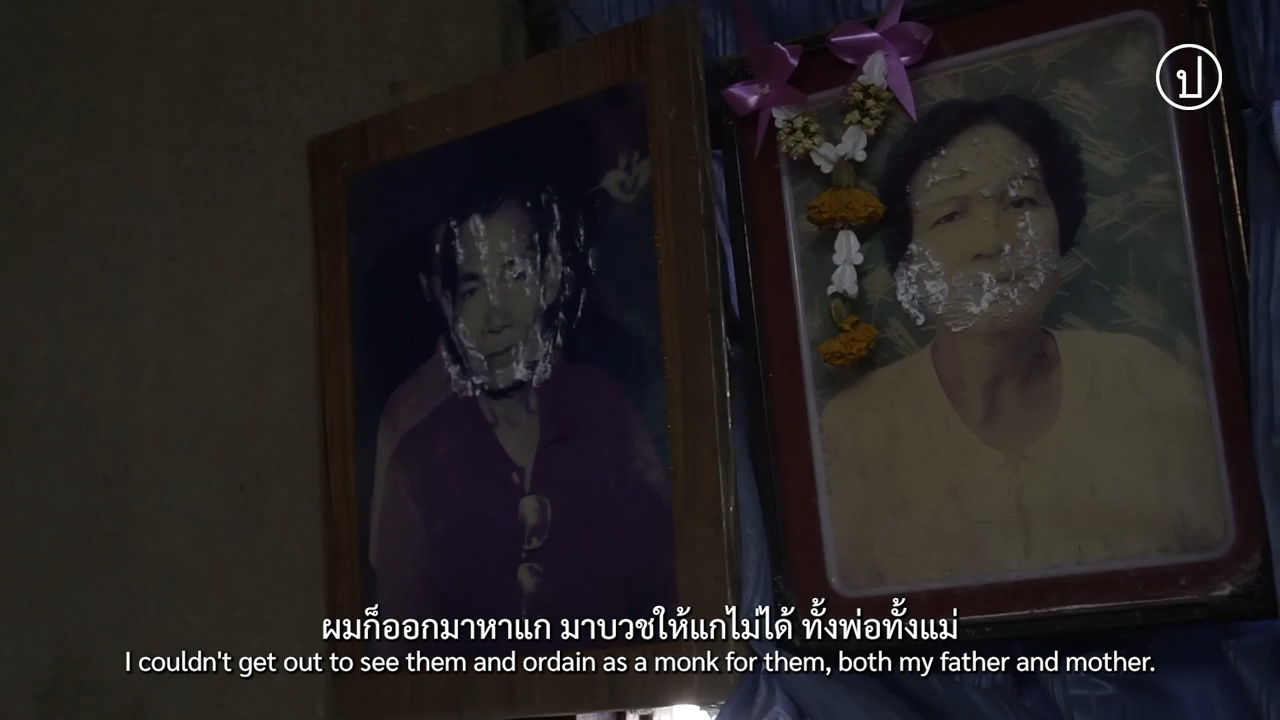 ป
ผมก็ออกมาหาแก มาบวชให้แกไม่ได้ ทั้งพ่อทั้งแม่
I couldn't get out to see them and ordain as a monk for them, both my father and mother.